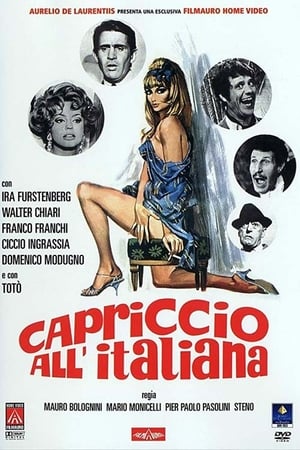 AURELIO DE LAURENTIIS PRESENTA UNA ESCLUSIVA FILMAURO HOME VIDEO
con
IRA FURSTENBERG
WALTER CHIARI
FRANCO FRANCHI
CICCIO INGRASSIA
DOMENICO MODUGNO
e con
TOTÒ
CAPRICCIO
ALL'italiana
regia
MAURO BOLOGNINI MARIO MONICELLI PIER PAOLO PASOLINI STENO
DVD